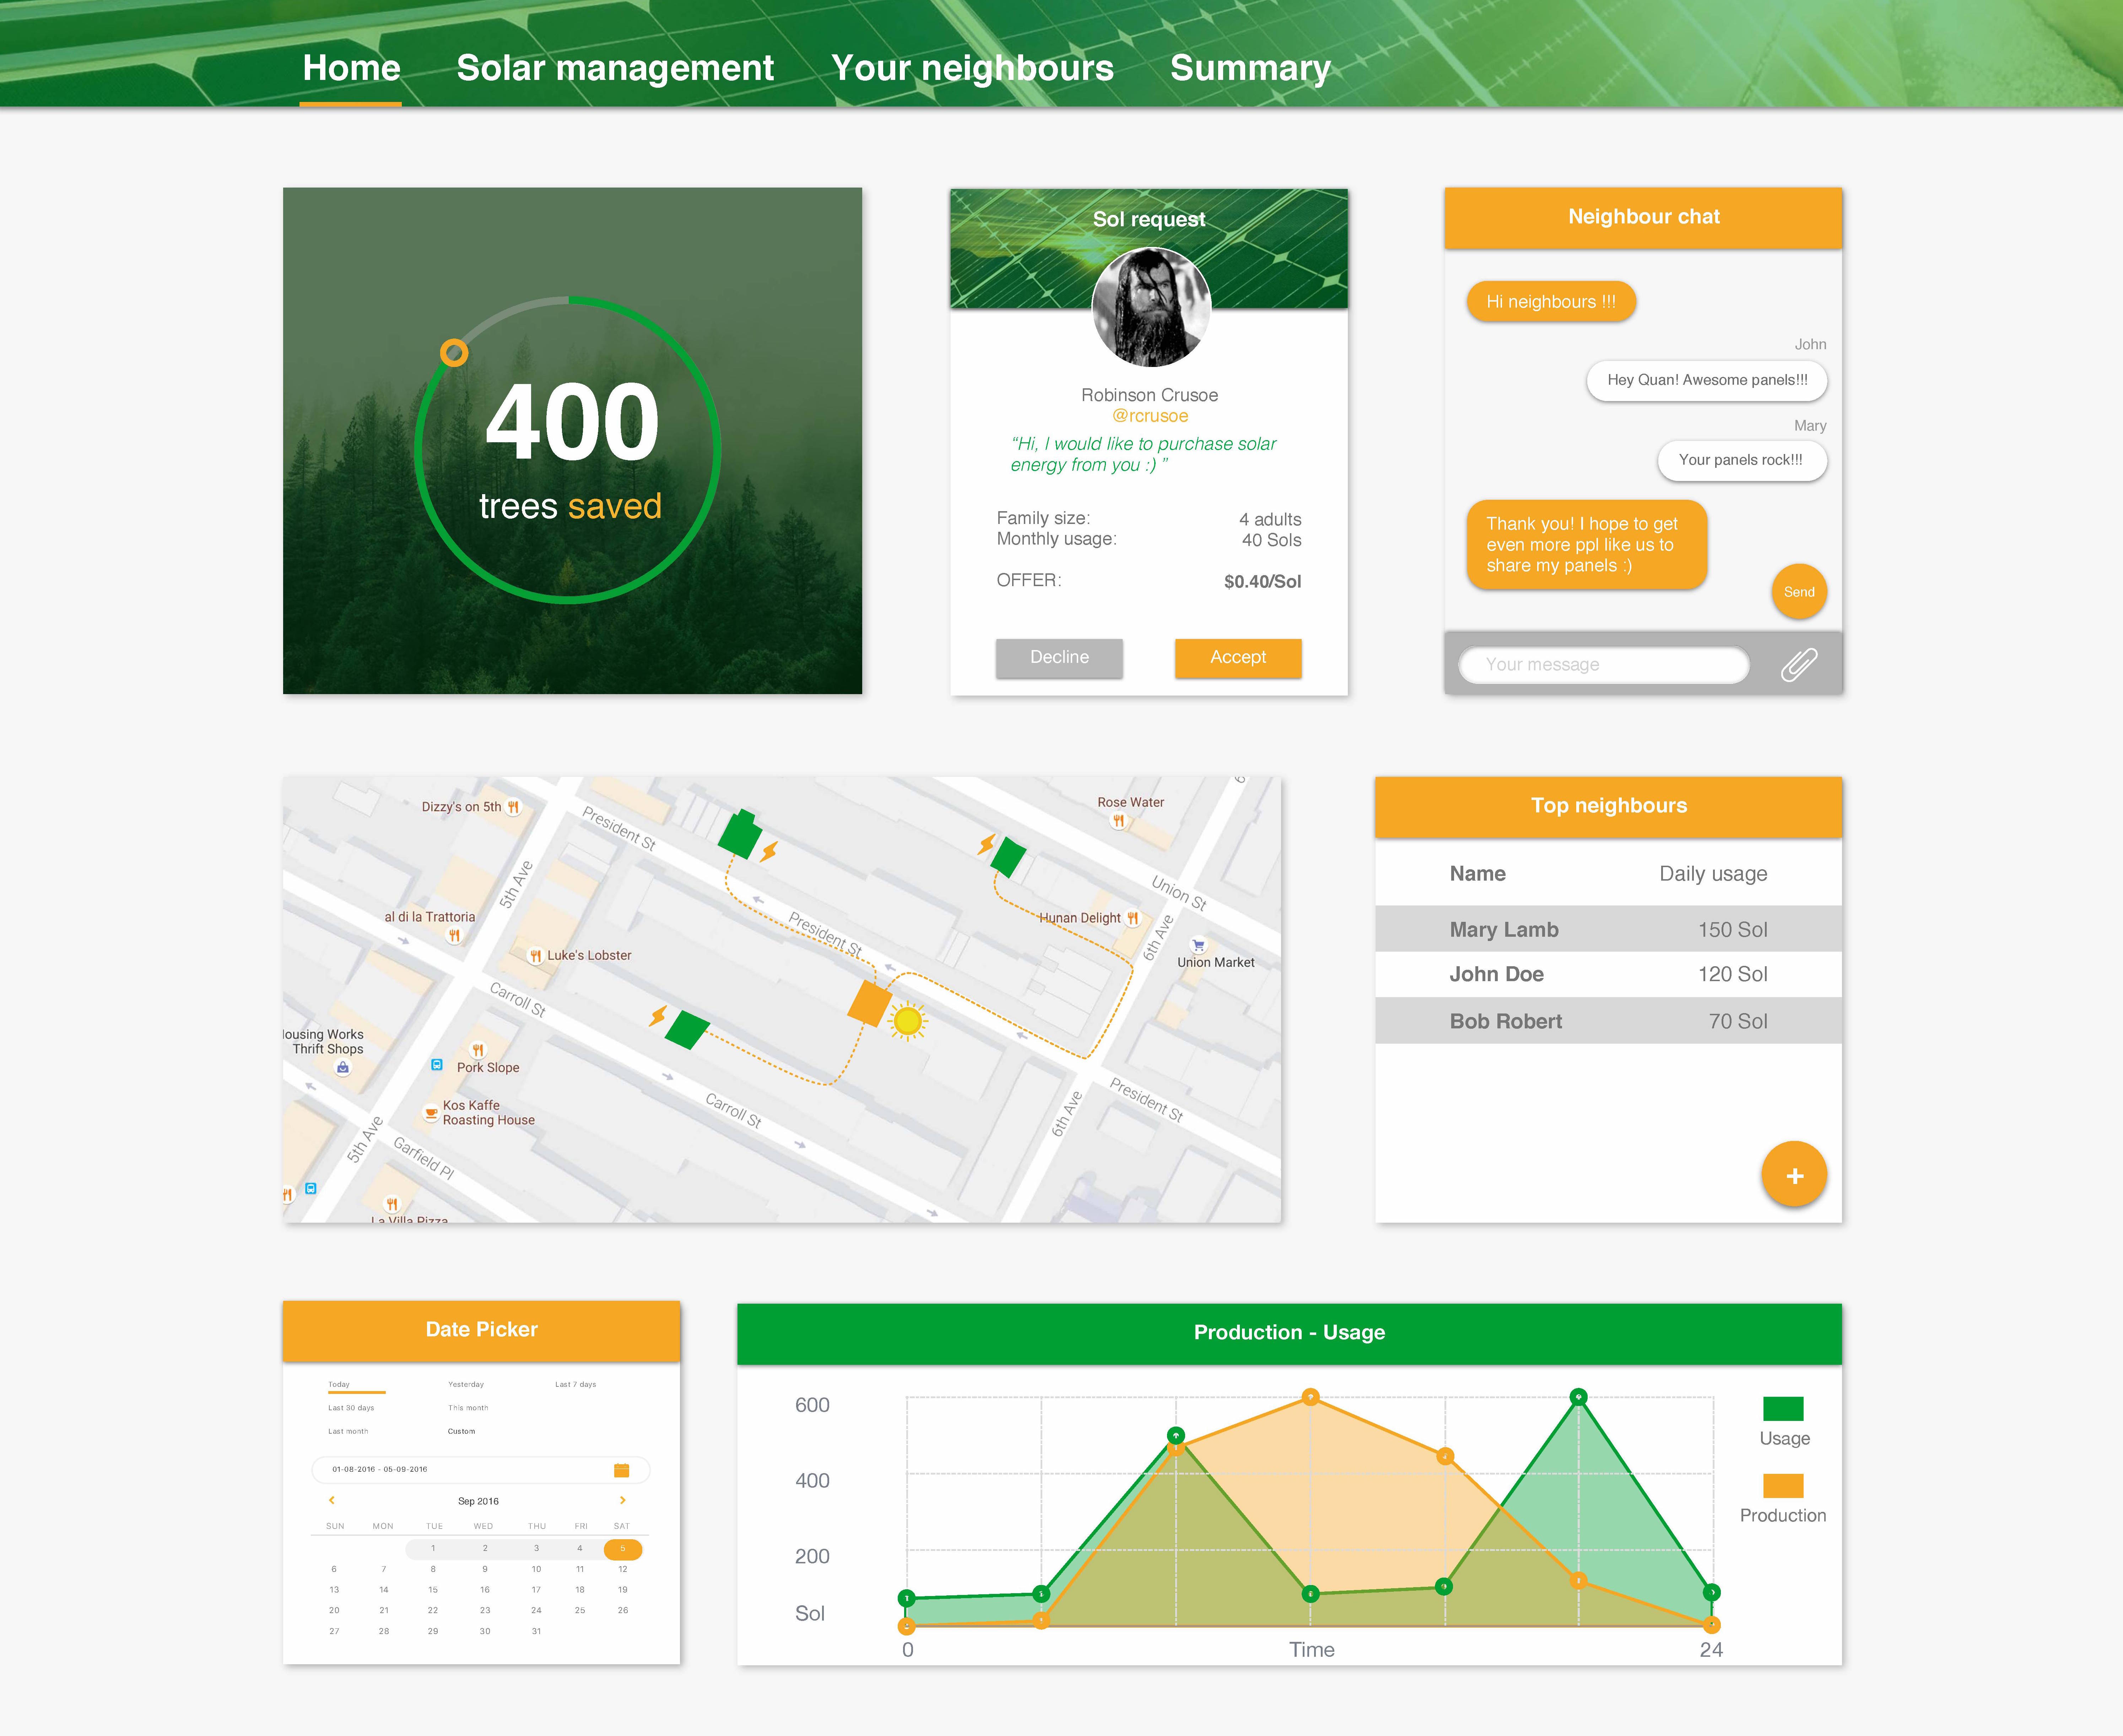 Home
Solar management
Your neighbours
Summary
400
trees saved
Sol request
Robinson Crusoe
@rcrusoe
“Hi, I would like to purchase solar
energy from you :) ”
Family size: 4 adults
Monthly usage: 40 Sols
OFFER: $0.40/Sol
Decline
Accept
Neighbour chat
Hi neighbours !!!
John
Hey Quan! Awesome panels!!!
Mary
Your panels rock!!!
Thank you! I hope to get
even more ppl like us to
share my panels :)
Send
Your message
Dizzy's on 5th
President St
Rose Water
5th Ave
Union St
al di la Trattoria
Hunan Delight
President St
6th Ave
Luke's Lobster
Union Market
Carroll St
Housing Works
Thrift Shops
Pork Slope
Kos Kaffe
Roasting House
Carroll St
President St
6th Ave
5th Ave
Garfield Pl
La Villa Pizza
Top neighbours
Name Daily usage
Mary Lamb 150 Sol
John Doe 120 Sol
Bob Robert 70 Sol
+
Date Picker
Today Yesterday Last 7 days
Last 30 days This month
Last month Custom
01-08-2016 - 05-09-2016
Sep 2016
SUN MON TUE WED THU FRI SAT
1 2 3 4 5
6 7 8 9 10 11 12
13 14 15 16 17 18 19
20 21 22 23 24 25 26
27 28 29 30 31
Production - Usage
600
400
200
Sol
0 Time 24
Usage
Production